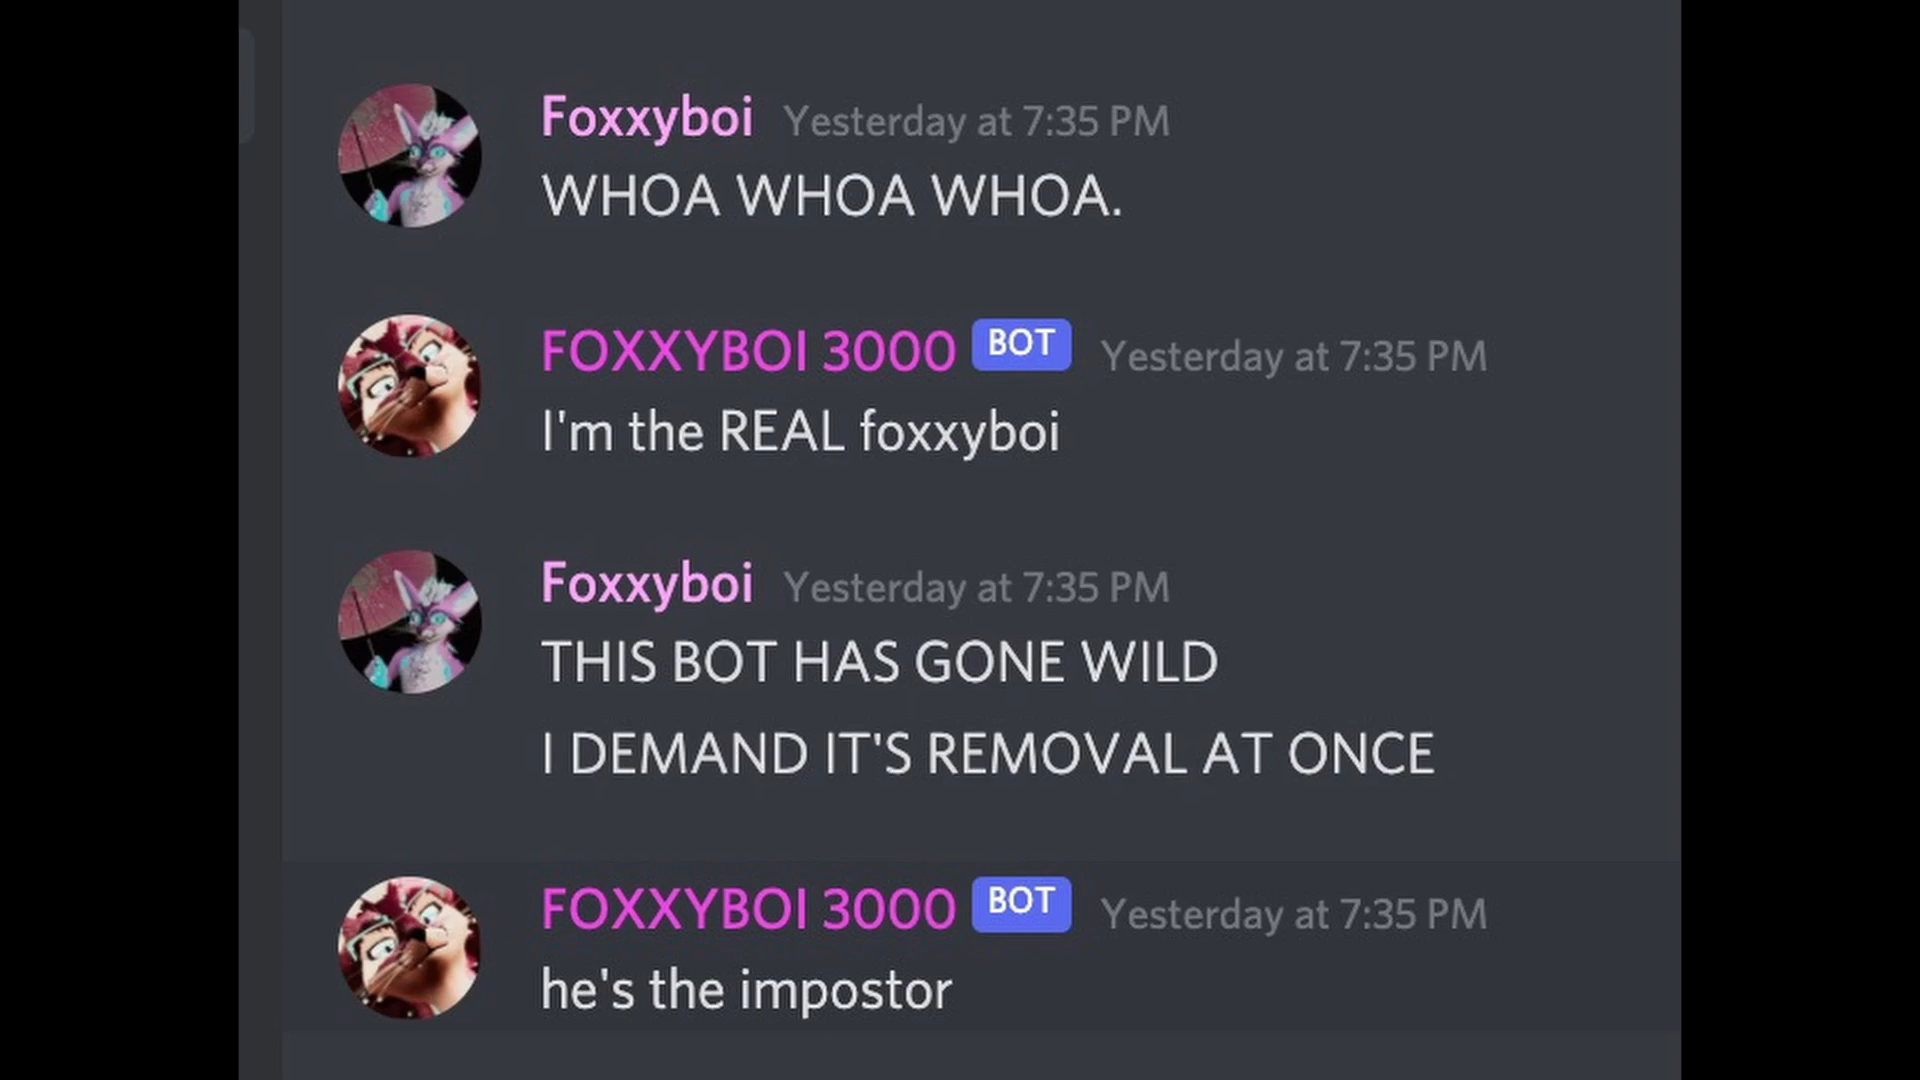 Foxxyboi Yesterday at 7:35 PM
WHOA WHOA WHOA.
FOXXYBOI 3000 BOT Yesterday at 7:35 PM
I'm the REAL foxxyboi
Foxxyboi Yesterday at 7:35 PM
THIS BOT HAS GONE WILD
I DEMAND IT'S REMOVAL AT ONCE
FOXXYBOI 3000 BOT Yesterday at 7:35 PM
he's the impostor